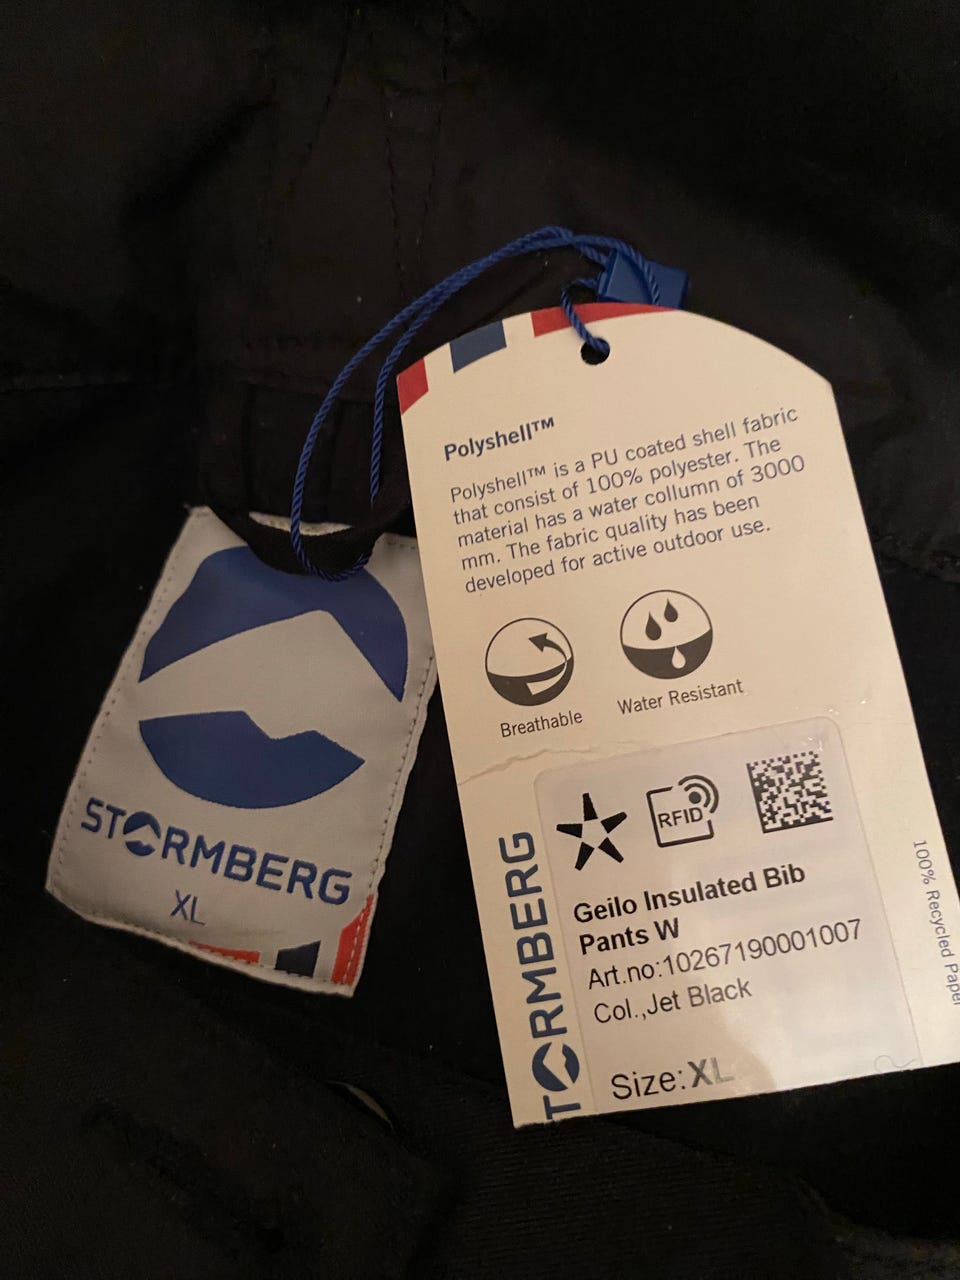 Polyshell™
Polyshell™ is a PU coated shell fabric
that consist of 100% polyester. The
material has a water collumn of 3000
mm. The fabric quality has been
developed for active outdoor use.
Breathable
Water Resistant
RFID
Geilo Insulated Bib
Pants W
Art.no:10267190001007
Col.,Jet Black
Size:XL
TORMBERG
100% Recycled Paper
STORMBERG
XL